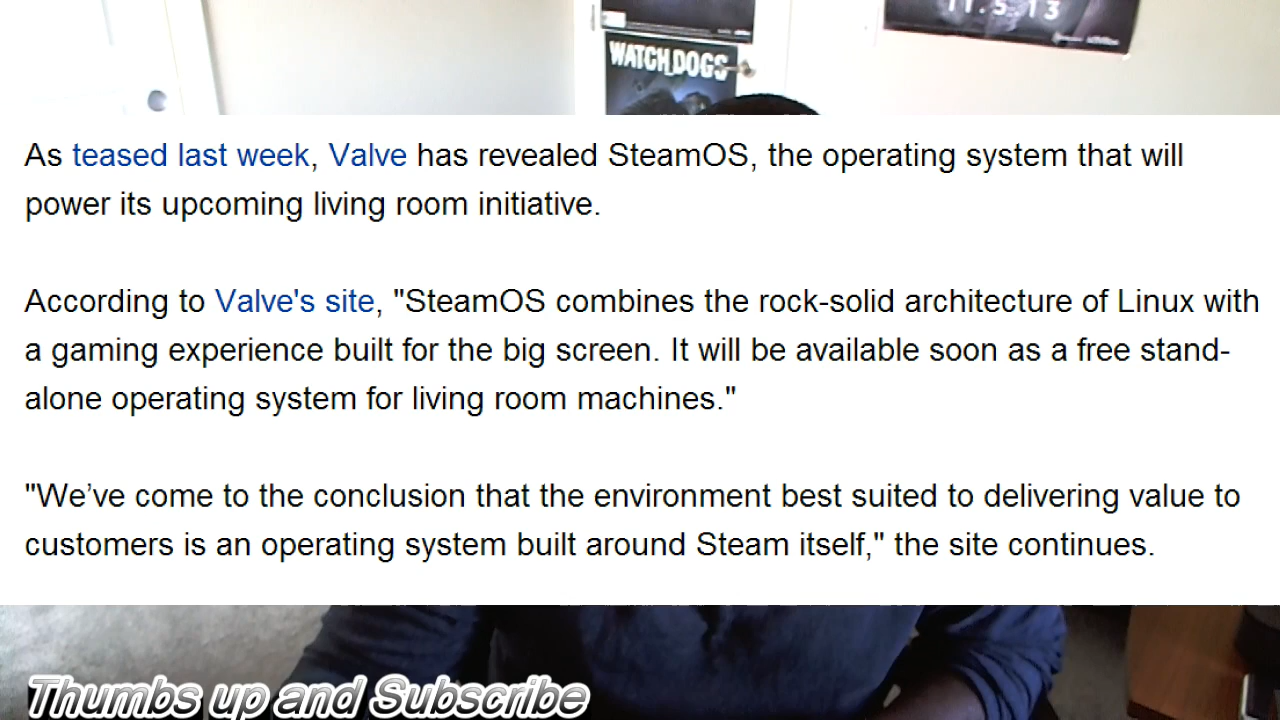 11.5.13
WATCH_DOGS
As teased last week, Valve has revealed SteamOS, the operating system that will
power its upcoming living room initiative.
According to Valve's site, "SteamOS combines the rock-solid architecture of Linux with
a gaming experience built for the big screen. It will be available soon as a free stand-
alone operating system for living room machines."
"We’ve come to the conclusion that the environment best suited to delivering value to
customers is an operating system built around Steam itself," the site continues.
Thumbs up and Subscribe